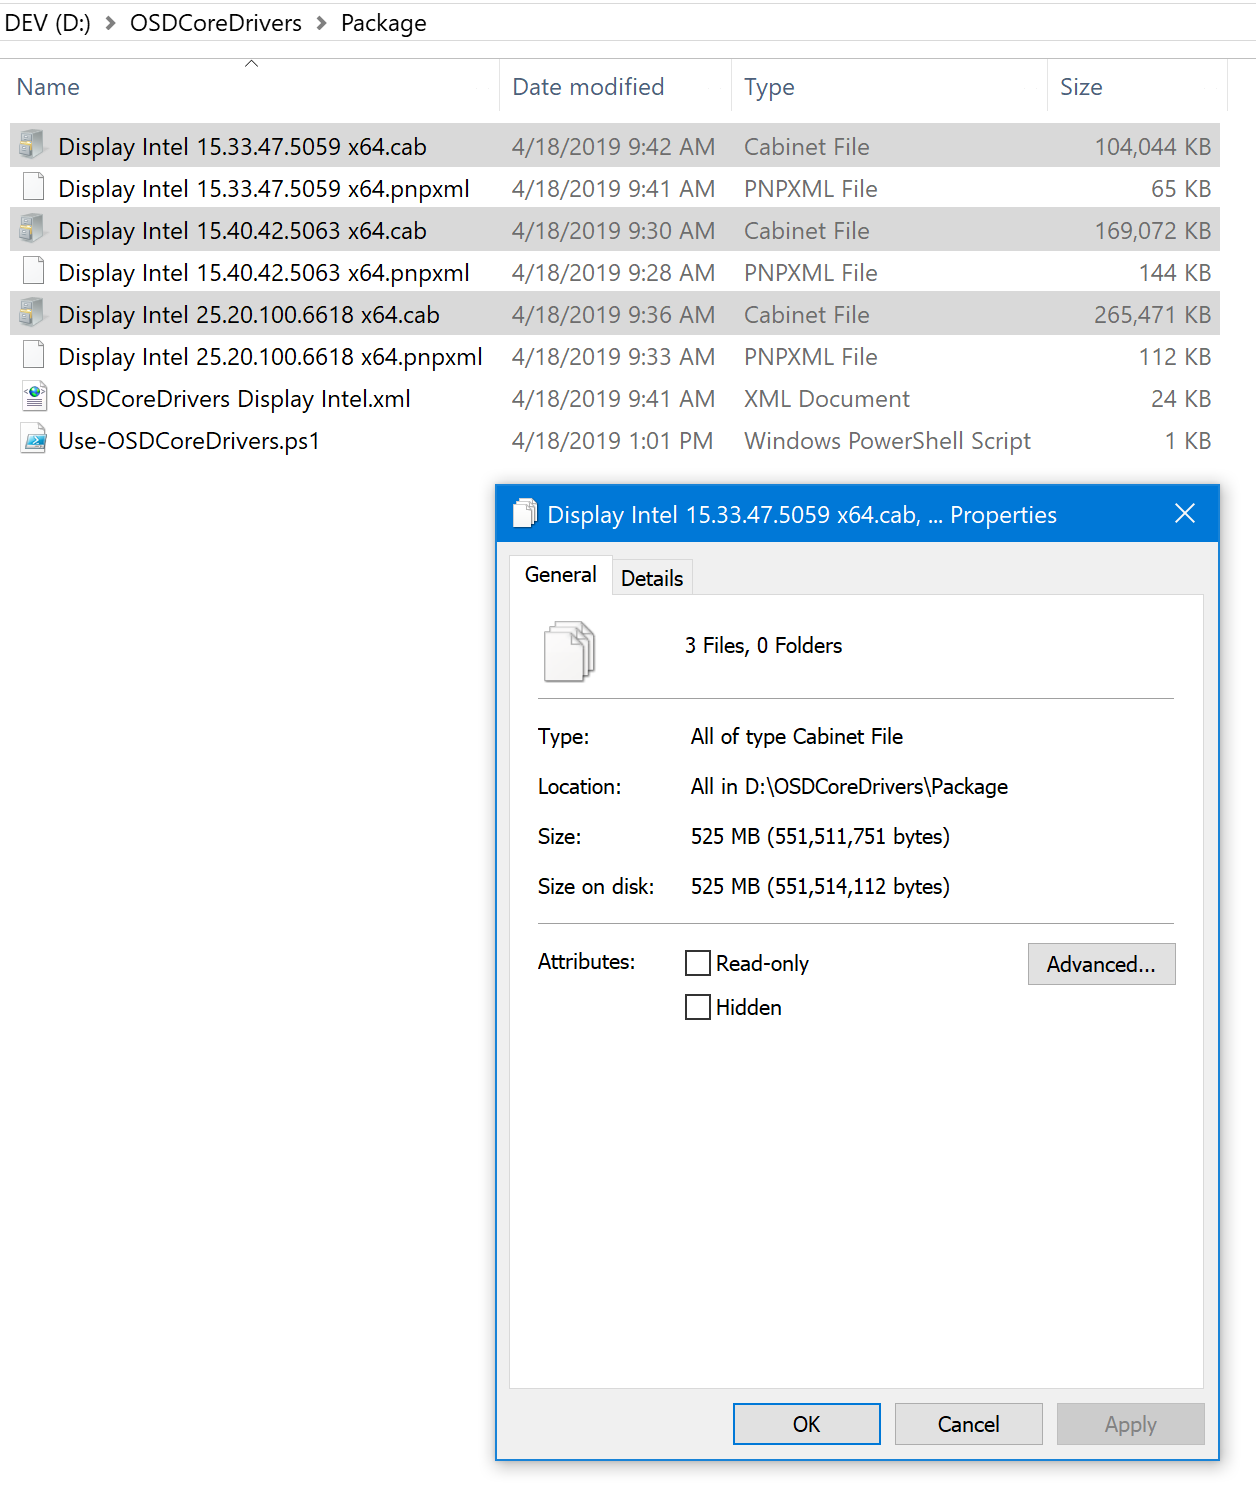 DEV (D:) > OSDCoreDrivers > Package
Name Date modified Type Size
Display Intel 15.33.47.5059 x64.cab 4/18/2019 9:42 AM Cabinet File 104,044 KB
Display Intel 15.33.47.5059 x64.pnpxml 4/18/2019 9:41 AM PNPXML File 65 KB
Display Intel 15.40.42.5063 x64.cab 4/18/2019 9:30 AM Cabinet File 169,072 KB
Display Intel 15.40.42.5063 x64.pnpxml 4/18/2019 9:28 AM PNPXML File 144 KB
Display Intel 25.20.100.6618 x64.cab 4/18/2019 9:36 AM Cabinet File 265,471 KB
Display Intel 25.20.100.6618 x64.pnpxml 4/18/2019 9:33 AM PNPXML File 112 KB
OSDCoreDrivers Display Intel.xml 4/18/2019 9:41 AM XML Document 24 KB
Use-OSDCoreDrivers.ps1 4/18/2019 1:01 PM Windows PowerShell Script 1 KB
Display Intel 15.33.47.5059 x64.cab, ... Properties
General Details
3 Files, 0 Folders
Type: All of type Cabinet File
Location: All in D:\OSDCoreDrivers\Package
Size: 525 MB (551,511,751 bytes)
Size on disk: 525 MB (551,514,112 bytes)
Attributes: Read-only Advanced...
Hidden
OK Cancel Apply